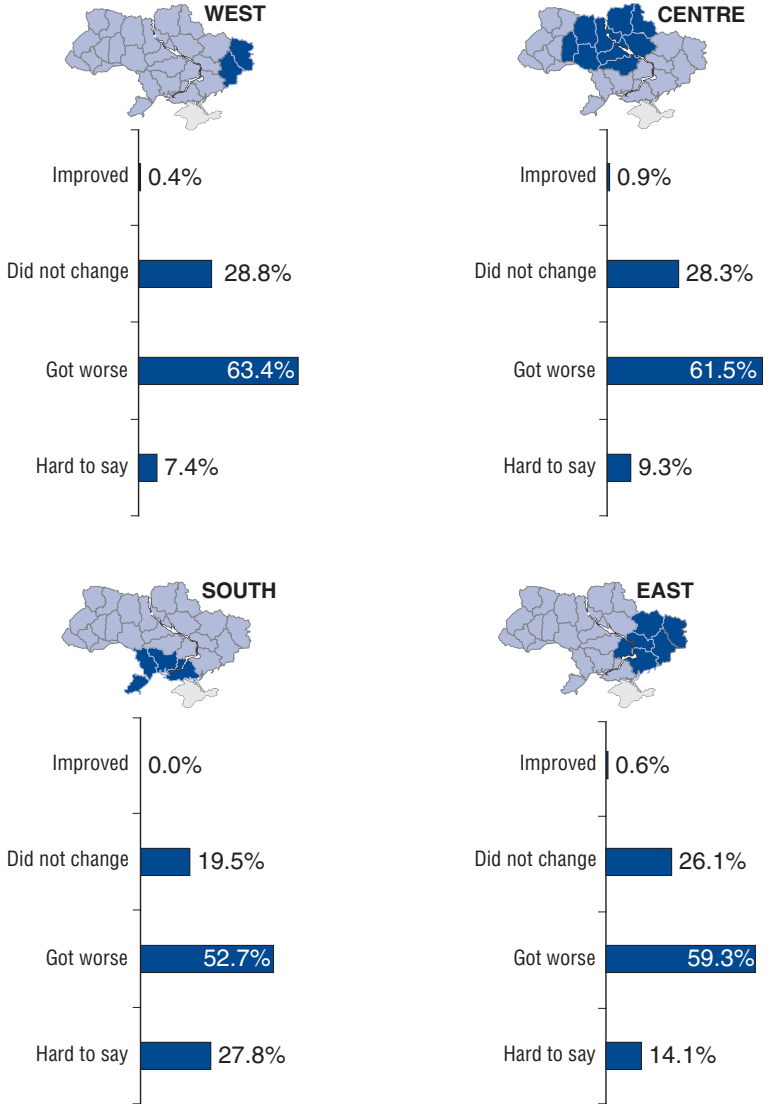 WEST
Improved 0.4%
Did not change 28.8%
Got worse 63.4%
Hard to say 7.4%
CENTRE
Improved 0.9%
Did not change 28.3%
Got worse 61.5%
Hard to say 9.3%
SOUTH
Improved 0.0%
Did not change 19.5%
Got worse 52.7%
Hard to say 27.8%
EAST
Improved 0.6%
Did not change 26.1%
Got worse 59.3%
Hard to say 14.1%